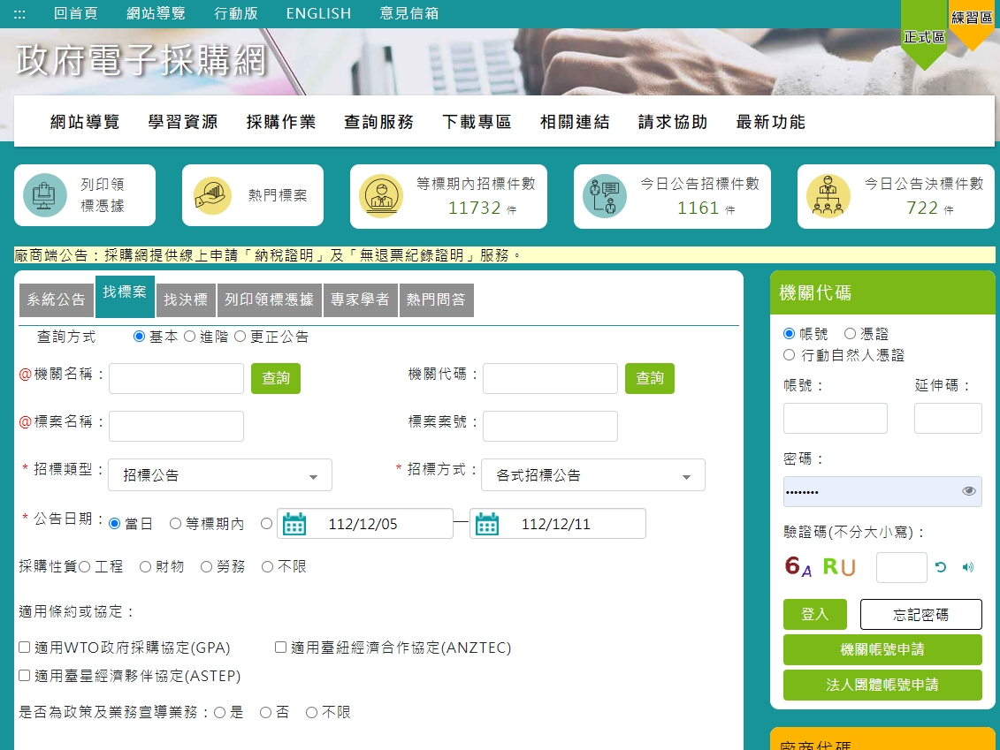 :::
回首頁 網站導覽 行動版 ENGLISH 意見信箱
正式區
練習區
政府電子採購網
網站導覽 學習資源 採購作業 查詢服務 下載專區 相關連結 請求協助 最新功能
列印領
標憑據
熱門標案
等標期內招標件數
11732 件
今日公告招標件數
1161 件
今日公告決標件數
722 件
廠商端公告：採購網提供線上申請「納稅證明」及「無退票紀錄證明」服務。
系統公告 找標案 找決標 列印領標憑據 專家學者 熱門問答
查詢方式 基本 進階 更正公告
@機關名稱： 查詢 機關代碼： 查詢
@標案名稱： 標案案號：
* 招標類型： 招標公告 * 招標方式： 各式招標公告
* 公告日期： 當日 等標期內 112/12/05 — 112/12/11
採購性質 工程 財物 勞務 不限
適用條約或協定：
適用WTO政府採購協定(GPA) 適用臺紐經濟合作協定(ANZTEC)
適用臺星經濟夥伴協定(ASTEP)
是否為政策及業務宣導業務： 是 否 不限
機關代碼
帳號 憑證
行動自然人憑證
帳號： 延伸碼：
密碼：
••••••••
驗證碼(不分大小寫)：
6A RU
登入 忘記密碼
機關帳號申請
法人團體帳號申請
廠商代碼